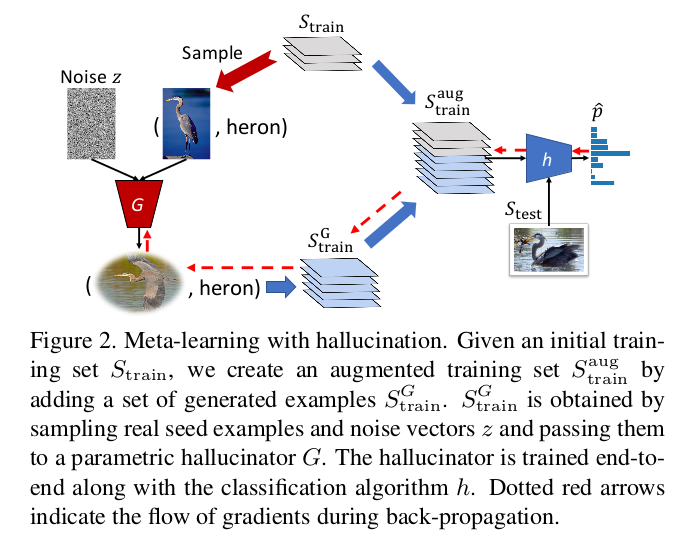 S_train
Sample
Noise z
( , heron)
S_train^aug
p̂
h
G
S_test
S_train^G
( , heron)
Figure 2. Meta-learning with hallucination. Given an initial train-
ing set S_train, we create an augmented training set S_train^aug by
adding a set of generated examples S_train^G. S_train^G is obtained by
sampling real seed examples and noise vectors z and passing them
to a parametric hallucinator G. The hallucinator is trained end-to-
end along with the classification algorithm h. Dotted red arrows
indicate the flow of gradients during back-propagation.